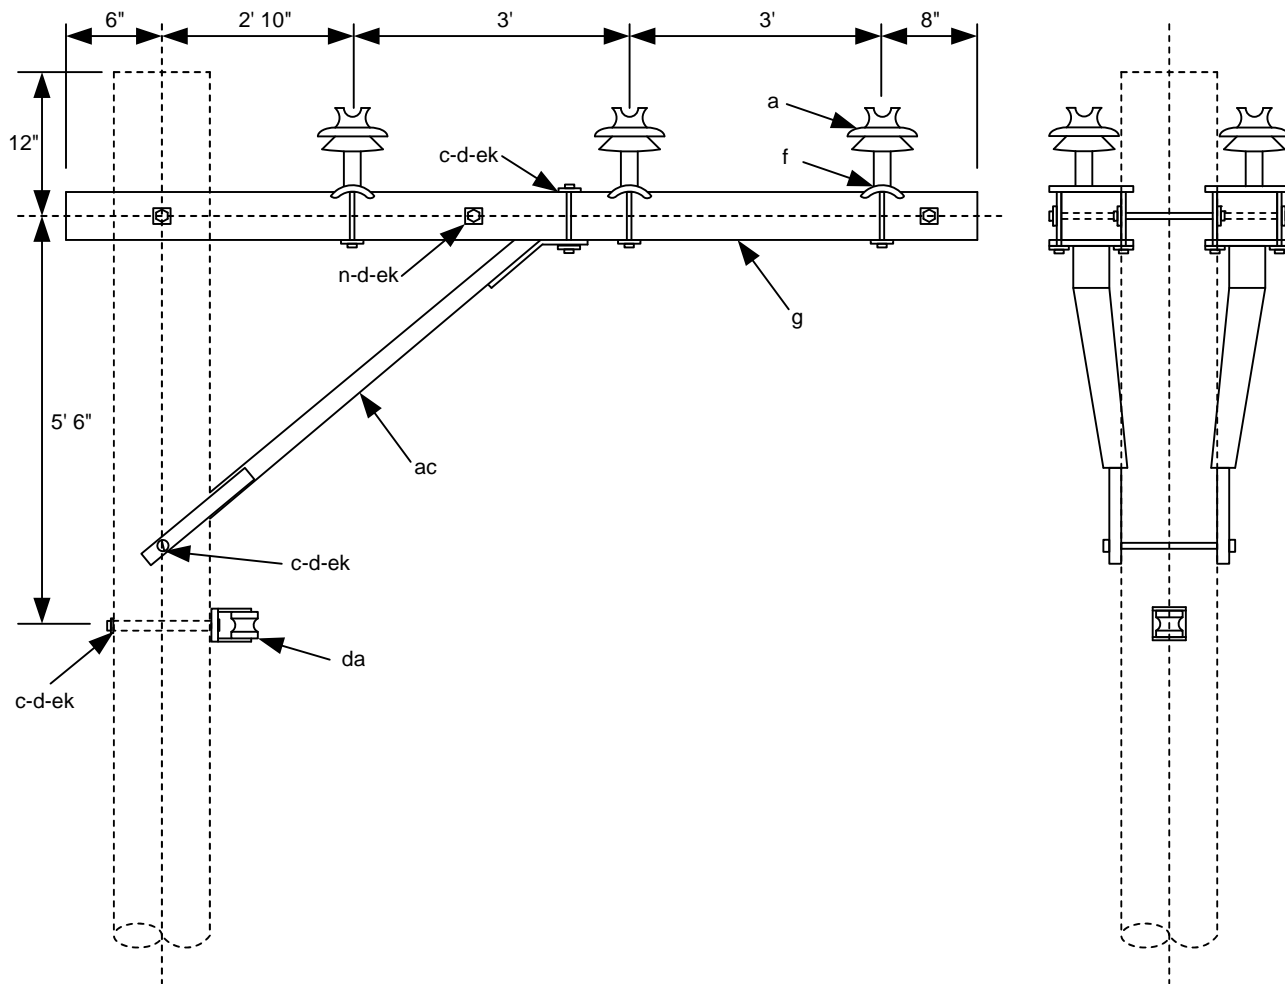 6"
2' 10"
3'
3'
8"
12"
a
c-d-ek
f
n-d-ek
g
5' 6"
ac
c-d-ek
da
c-d-ek